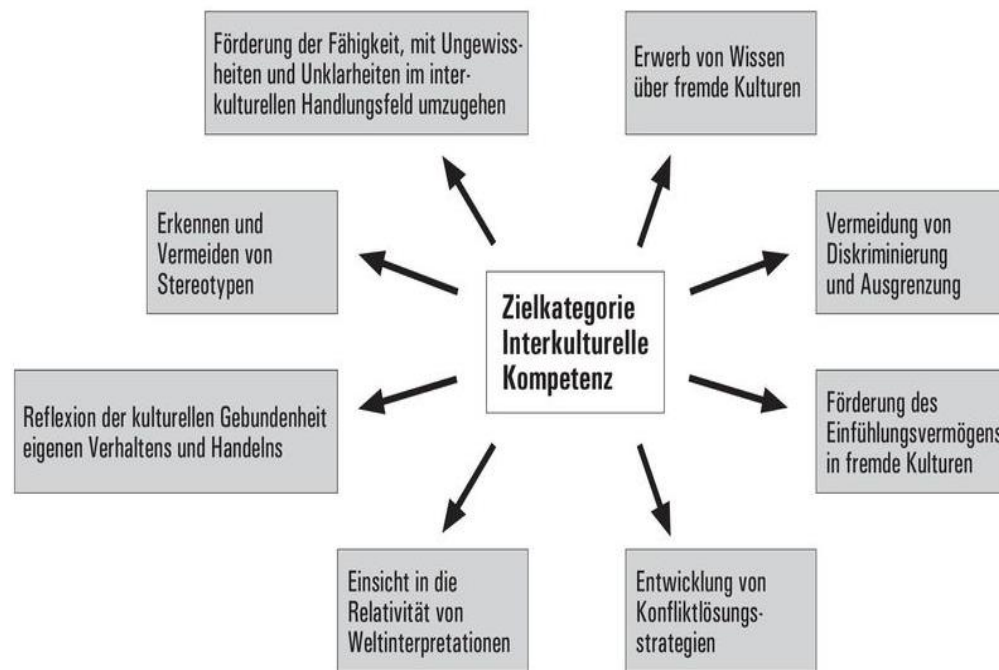 Förderung der Fähigkeit, mit Ungewiss-
heiten und Unklarheiten im inter-
kulturellen Handlungsfeld umzugehen
Erwerb von Wissen
über fremde Kulturen
Erkennen und
Vermeiden von
Stereotypen
Vermeidung von
Diskriminierung
und Ausgrenzung
Zielkategorie
Interkulturelle
Kompetenz
Reflexion der kulturellen Gebundenheit
eigenen Verhaltens und Handelns
Förderung des
Einfühlungsvermögens
in fremde Kulturen
Einsicht in die
Relativität von
Weltinterpretationen
Entwicklung von
Konfliktlösungs-
strategien